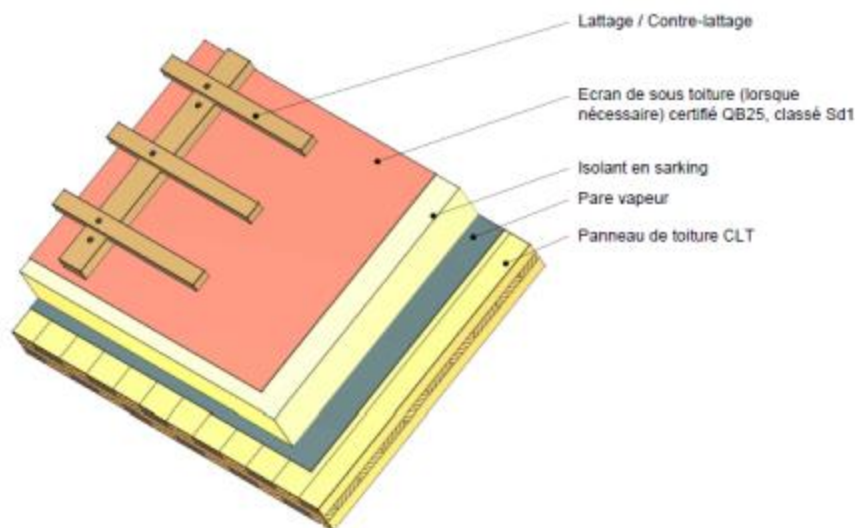 Lattage / Contre-lattage
Ecran de sous toiture (lorsque
nécessaire) certifié QB25, classé Sd1
Isolant en sarking
Pare vapeur
Panneau de toiture CLT